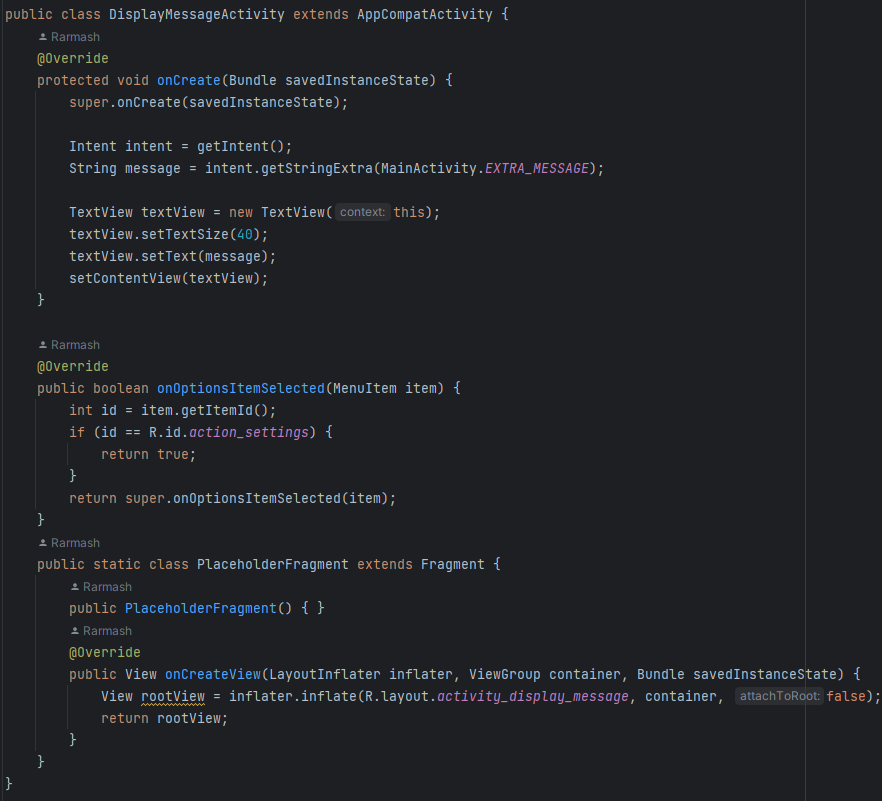 public class DisplayMessageActivity extends AppCompatActivity {
Rarmash
@Override
protected void onCreate(Bundle savedInstanceState) {
super.onCreate(savedInstanceState);
Intent intent = getIntent();
String message = intent.getStringExtra(MainActivity.EXTRA_MESSAGE);
TextView textView = new TextView( context: this);
textView.setTextSize(40);
textView.setText(message);
setContentView(textView);
}
Rarmash
@Override
public boolean onOptionsItemSelected(MenuItem item) {
int id = item.getItemId();
if (id == R.id.action_settings) {
return true;
}
return super.onOptionsItemSelected(item);
}
Rarmash
public static class PlaceholderFragment extends Fragment {
Rarmash
public PlaceholderFragment() { }
Rarmash
@Override
public View onCreateView(LayoutInflater inflater, ViewGroup container, Bundle savedInstanceState) {
View rootView = inflater.inflate(R.layout.activity_display_message, container, attachToRoot: false);
return rootView;
}
}
}